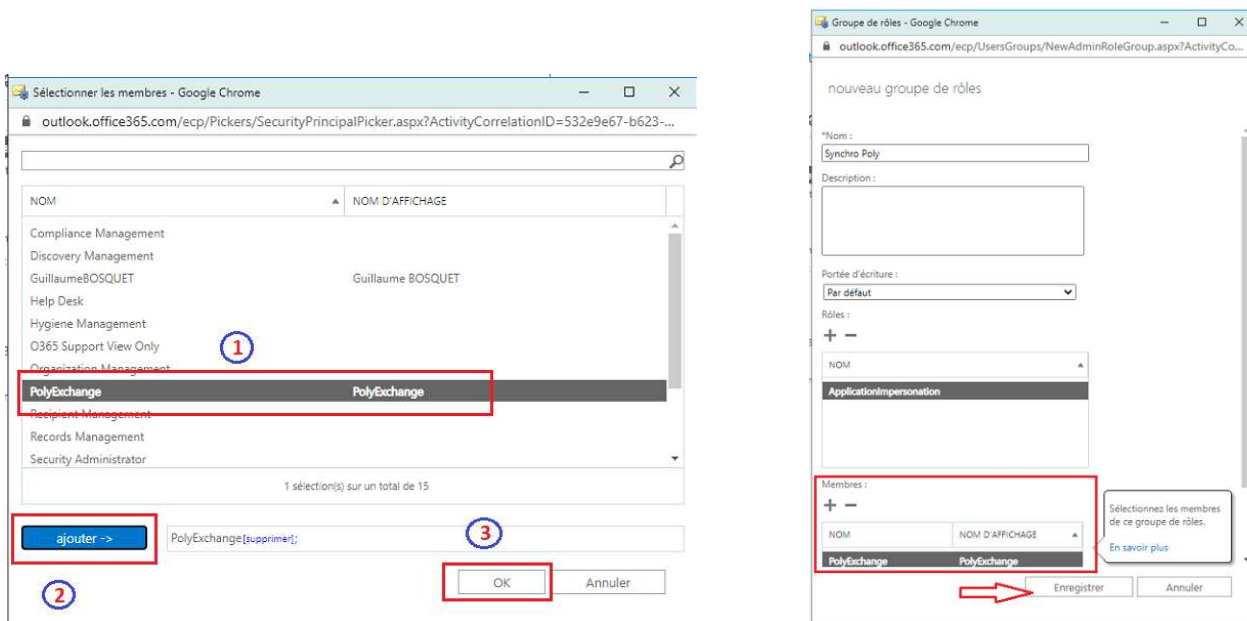 Sélectionner les membres - Google Chrome
outlook.office365.com/ecp/Pickers/SecurityPrincipalPicker.aspx?ActivityCorrelationID=532e9e67-b623-...
NOM NOM D'AFFICHAGE
Compliance Management
Discovery Management
GuillaumeBOSQUET Guillaume BOSQUET
Help Desk
Hygiene Management
O365 Support View Only
1
Organization Management
PolyExchange PolyExchange
Recipient Management
Records Management
Security Administrator
1 sélection(s) sur un total de 15
ajouter -> PolyExchange[supprimer];
3
OK Annuler
2
Groupe de rôles - Google Chrome
outlook.office365.com/ecp/UsersGroups/NewAdminRoleGroup.aspx?ActivityCo...
nouveau groupe de rôles
*Nom :
Synchro Poly
Description :
Portée d'écriture :
Par défaut
Rôles :
+ −
NOM
ApplicationImpersonation
Membres :
+ −
NOM NOM D'AFFICHAGE
PolyExchange PolyExchange
Sélectionnez les membres
de ce groupe de rôles.
En savoir plus
Enregistrer Annuler